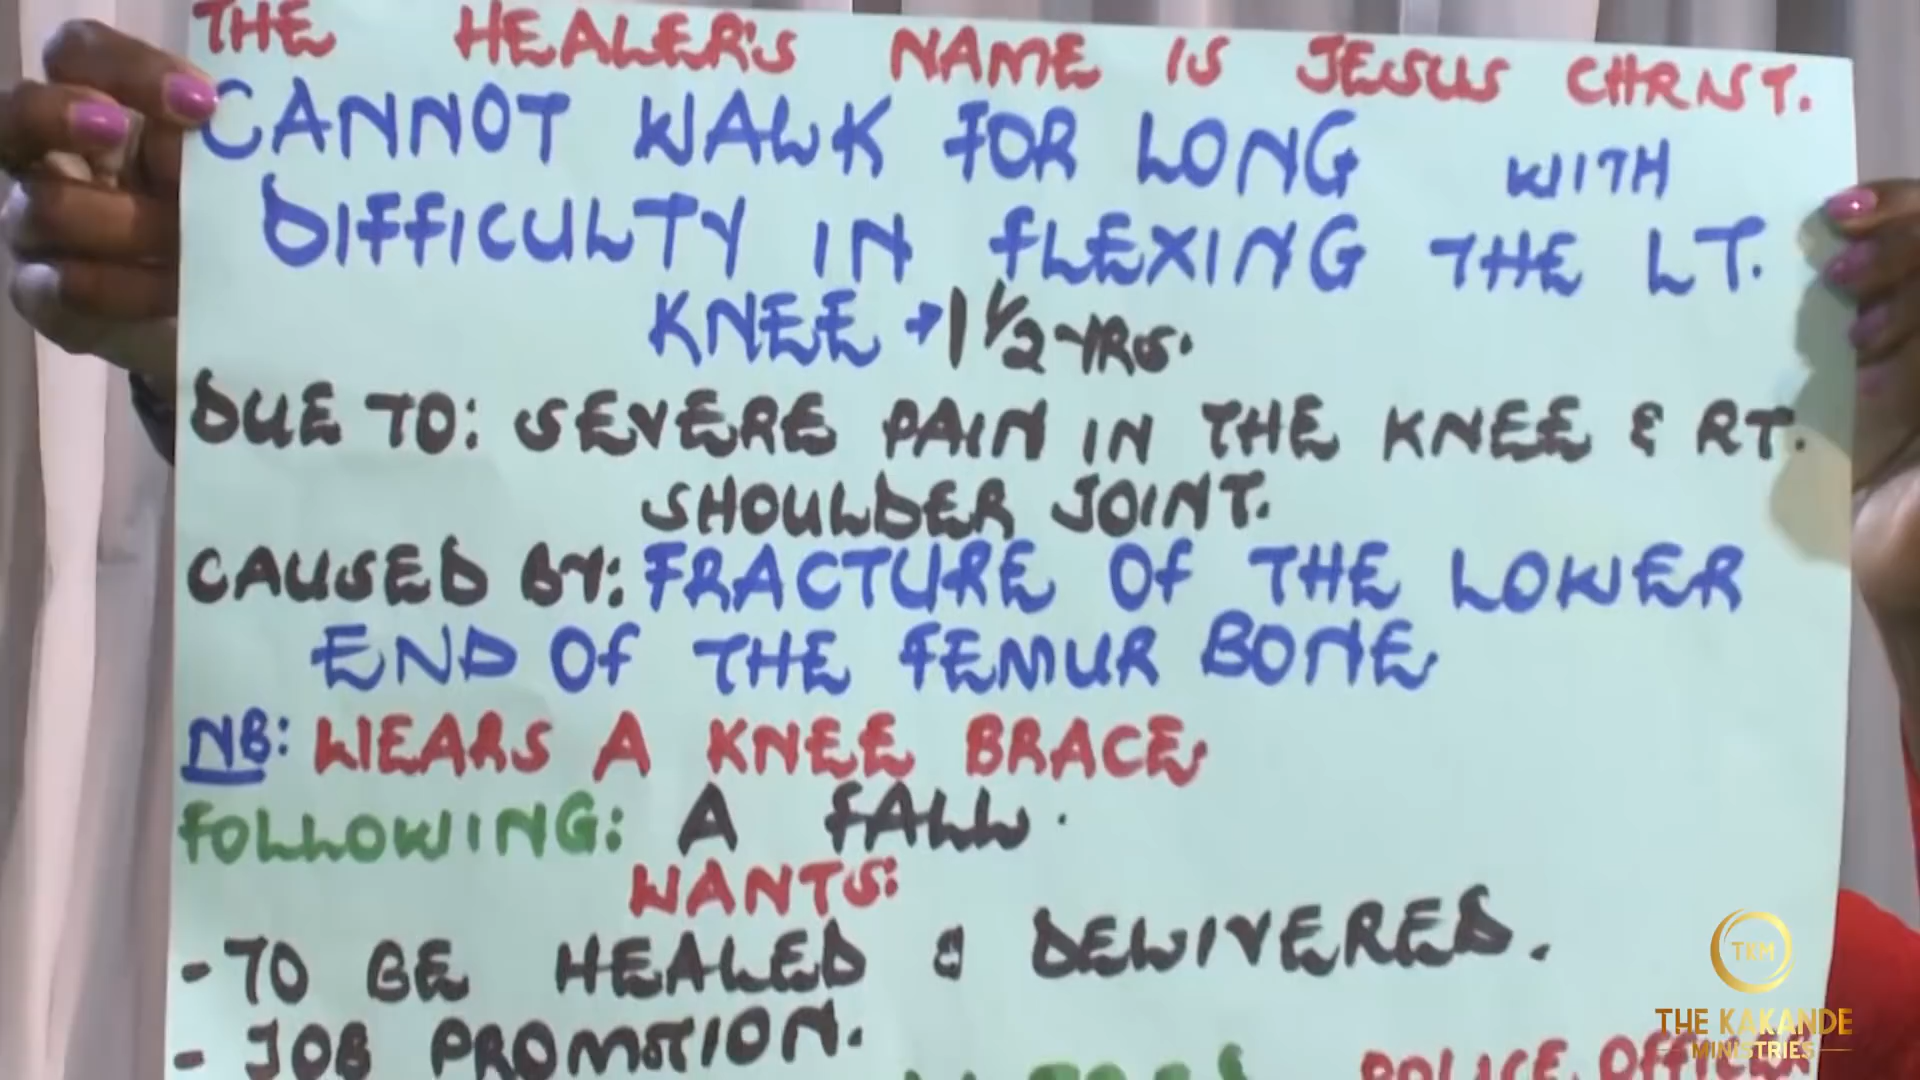 THE HEALER'S NAME IS JESUS CHRIST.
CANNOT WALK FOR LONG WITH
DIFFICULTY IN FLEXING THE LT.
KNEE → 1 1/2 YRS.
DUE TO: SEVERE PAIN IN THE KNEE & RT.
SHOULDER JOINT.
CAUSED BY: FRACTURE OF THE LOWER
END OF THE FEMUR BONE
NB: WEARS A KNEE BRACE
FOLLOWING: A FALL.
WANTS:
- TO BE HEALED & DELIVERED.
- JOB PROMOTION.
POLICE OFFICER
TKM
THE KAKANDE
MINISTRIES